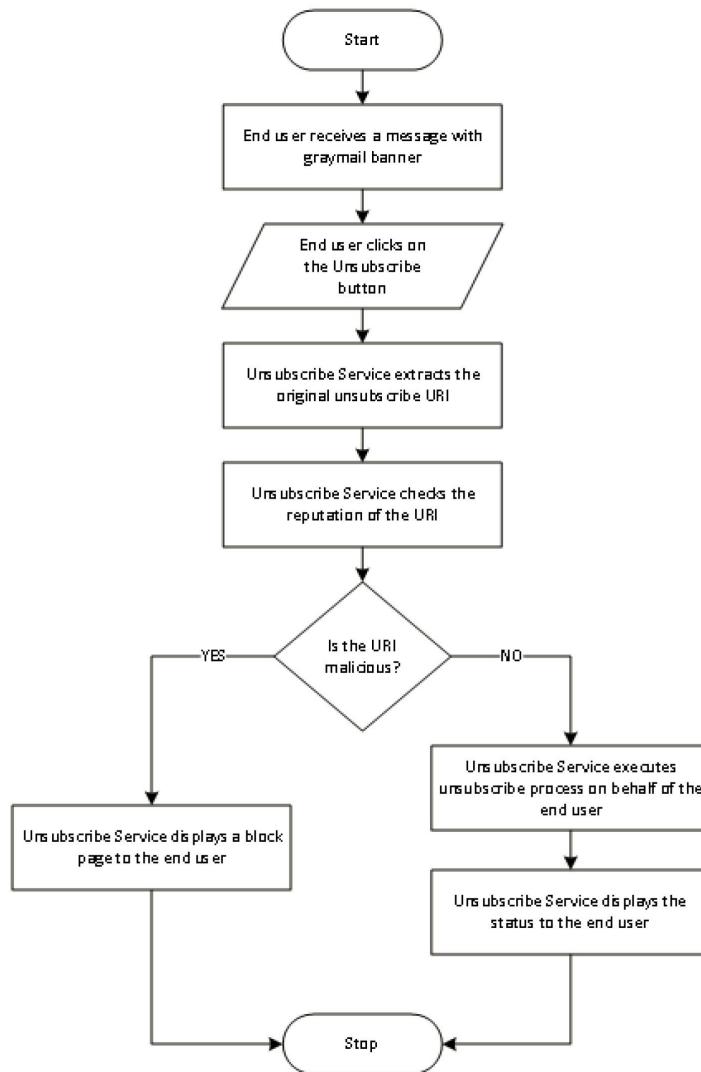 Start
End user receives a message with
graymail banner
End user clicks on
the Unsubscribe
button
Unsubscribe Service extracts the
original unsubscribe URI
Unsubscribe Service checks the
reputation of the URI
Is the URI
malicious?
YES
NO
Unsubscribe Service executes
unsubscribe process on behalf of the
end user
Unsubscribe Service displays a block
page to the end user
Unsubscribe Service displays the
status to the end user
Stop